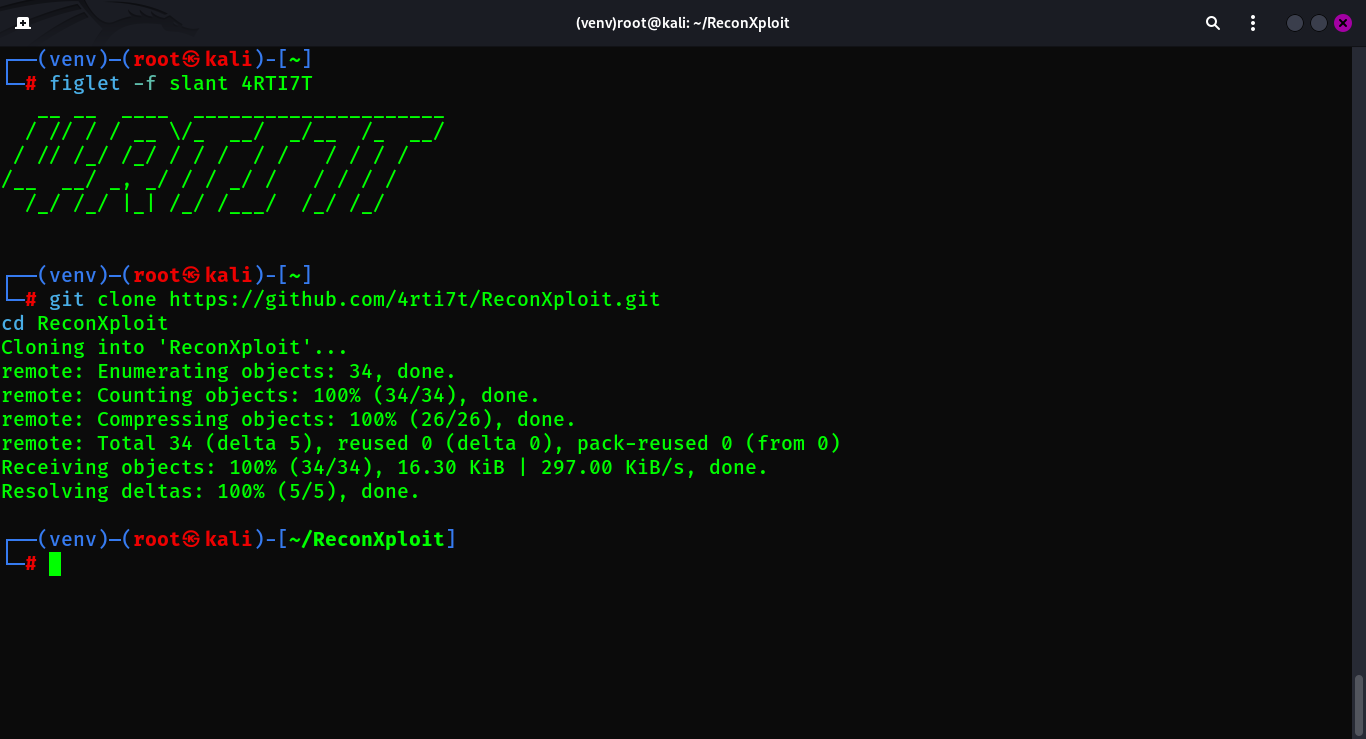 (venv)root@kali: ~/ReconXploit
┌──(venv)─(root㉿kali)-[~]
└─# figlet -f slant 4RTI7T
    __ __  ____  _____________________
  / // / / __ \/_  __/  _/__  /_  __/
 / // /_/ /_/ / / /  / /   / / / /
/__  __/ _, _/ / / _/ /   / / / /
  /_/ /_/ |_| /_/ /___/  /_/ /_/
┌──(venv)─(root㉿kali)-[~]
└─# git clone https://github.com/4rti7t/ReconXploit.git
cd ReconXploit
Cloning into 'ReconXploit'...
remote: Enumerating objects: 34, done.
remote: Counting objects: 100% (34/34), done.
remote: Compressing objects: 100% (26/26), done.
remote: Total 34 (delta 5), reused 0 (delta 0), pack-reused 0 (from 0)
Receiving objects: 100% (34/34), 16.30 KiB | 297.00 KiB/s, done.
Resolving deltas: 100% (5/5), done.
┌──(venv)─(root㉿kali)-[~/ReconXploit]
└─#